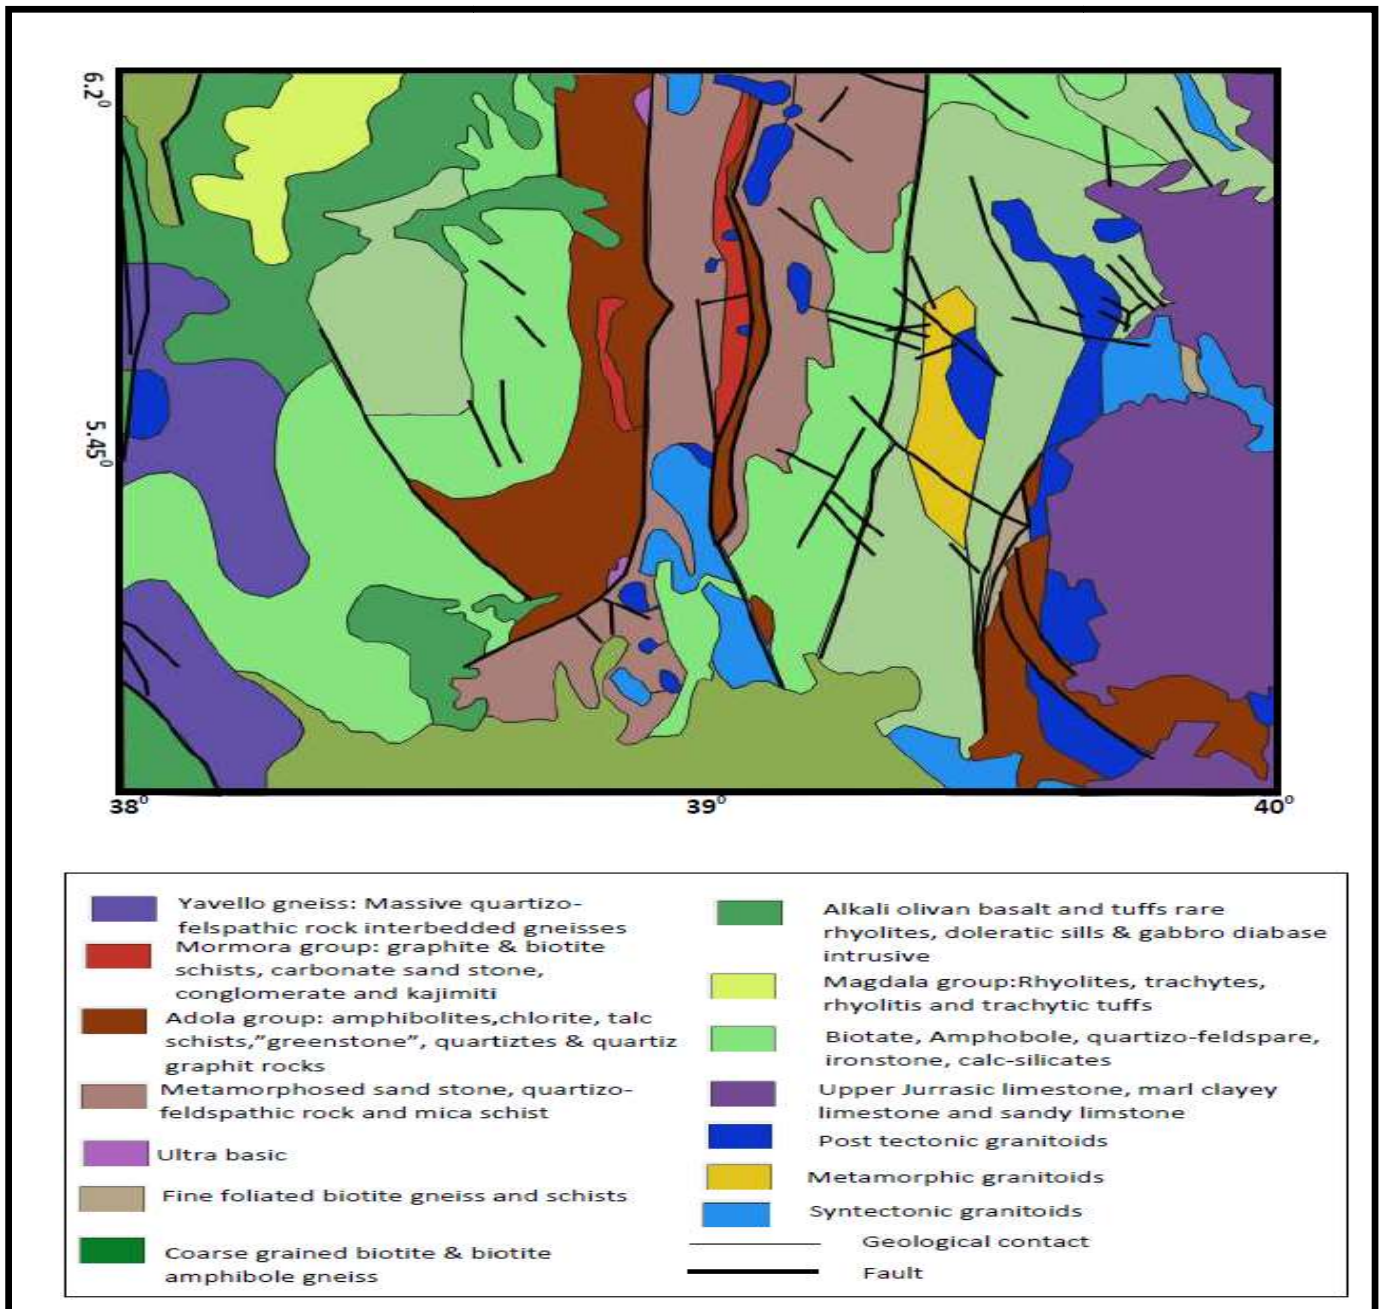 6.2⁰
5.45⁰
38⁰
39⁰
40⁰
Yavello gneiss: Massive quartizo-
felspathic rock interbedded gneisses
Mormora group: graphite & biotite
schists, carbonate sand stone,
conglomerate and kajimiti
Adola group: amphibolites,chlorite, talc
schists,”greenstone”, quartiztes & quartiz
graphit rocks
Metamorphosed sand stone, quartizo-
feldspathic rock and mica schist
Ultra basic
Fine foliated biotite gneiss and schists
Coarse grained biotite & biotite
amphibole gneiss
Alkali olivan basalt and tuffs rare
rhyolites, doleratic sills & gabbro diabase
intrusive
Magdala group:Rhyolites, trachytes,
rhyolitis and trachytic tuffs
Biotate, Amphobole, quartizo-feldspare,
ironstone, calc-silicates
Upper Jurrasic limestone, marl clayey
limestone and sandy limstone
Post tectonic granitoids
Metamorphic granitoids
Syntectonic granitoids
Geological contact
Fault